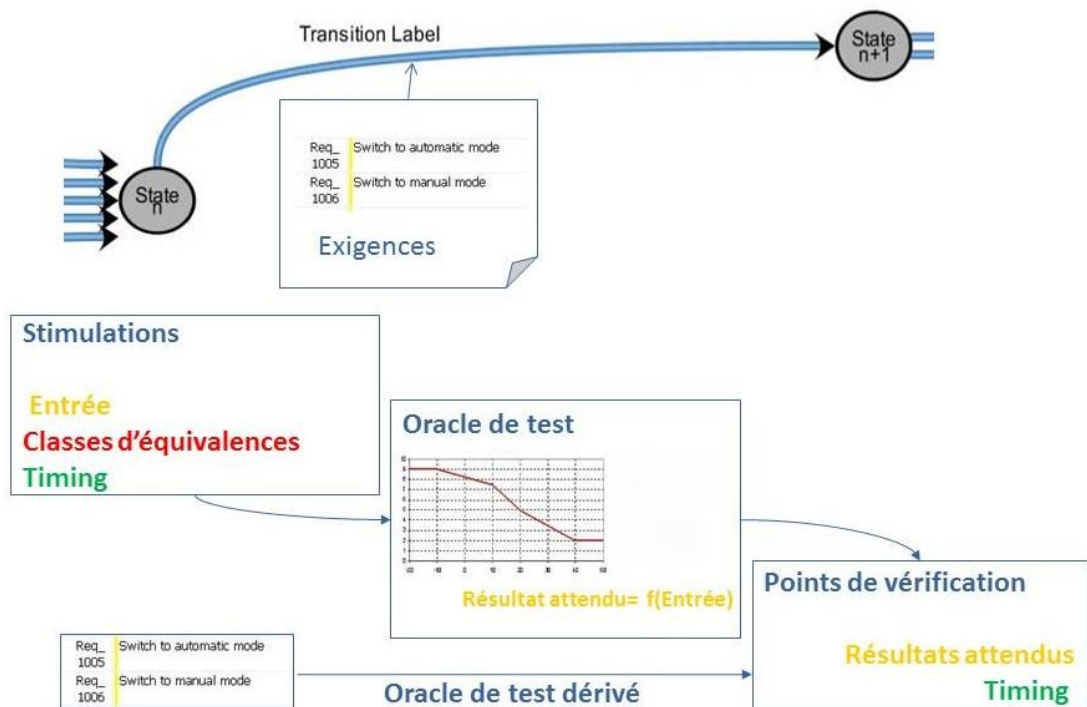 Transition Label
State
n+1
Req_
1005
Switch to automatic mode
Req_
1006
Switch to manual mode
Exigences
State
n
Stimulations
Entrée
Classes d'équivalences
Timing
Oracle de test
Résultat attendu= f(Entrée)
Points de vérification
Résultats attendus
Timing
Req_
1005
Switch to automatic mode
Req_
1006
Switch to manual mode
Oracle de test dérivé